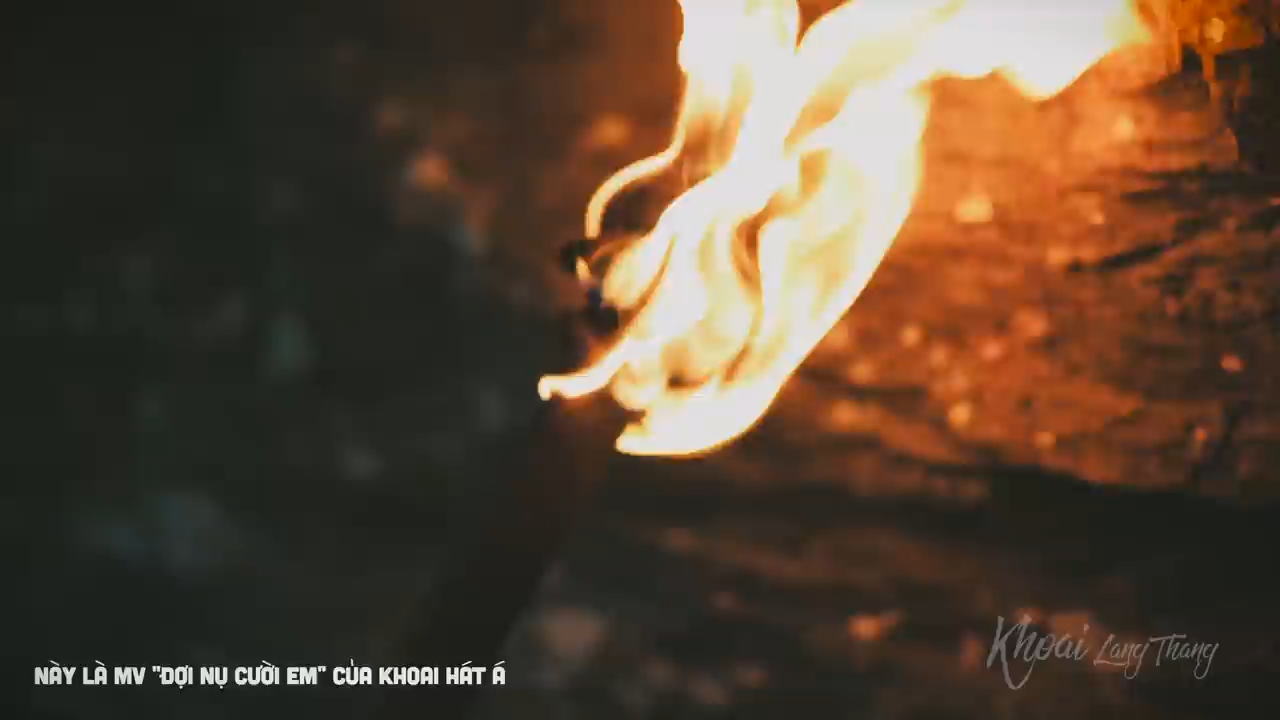 Khoai Lang Thang
NÀY LÀ MV "ĐỢI NỤ CƯỜI EM" CỦA KHOAI HÁT Á